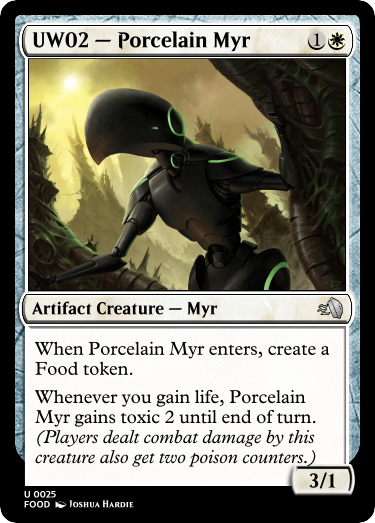 UW02 — Porcelain Myr
1
Artifact Creature — Myr
When Porcelain Myr enters, create a
Food token.
Whenever you gain life, Porcelain
Myr gains toxic 2 until end of turn.
(Players dealt combat damage by this
creature also get two poison counters.)
3/1
U 0025
FOOD Joshua Hardie